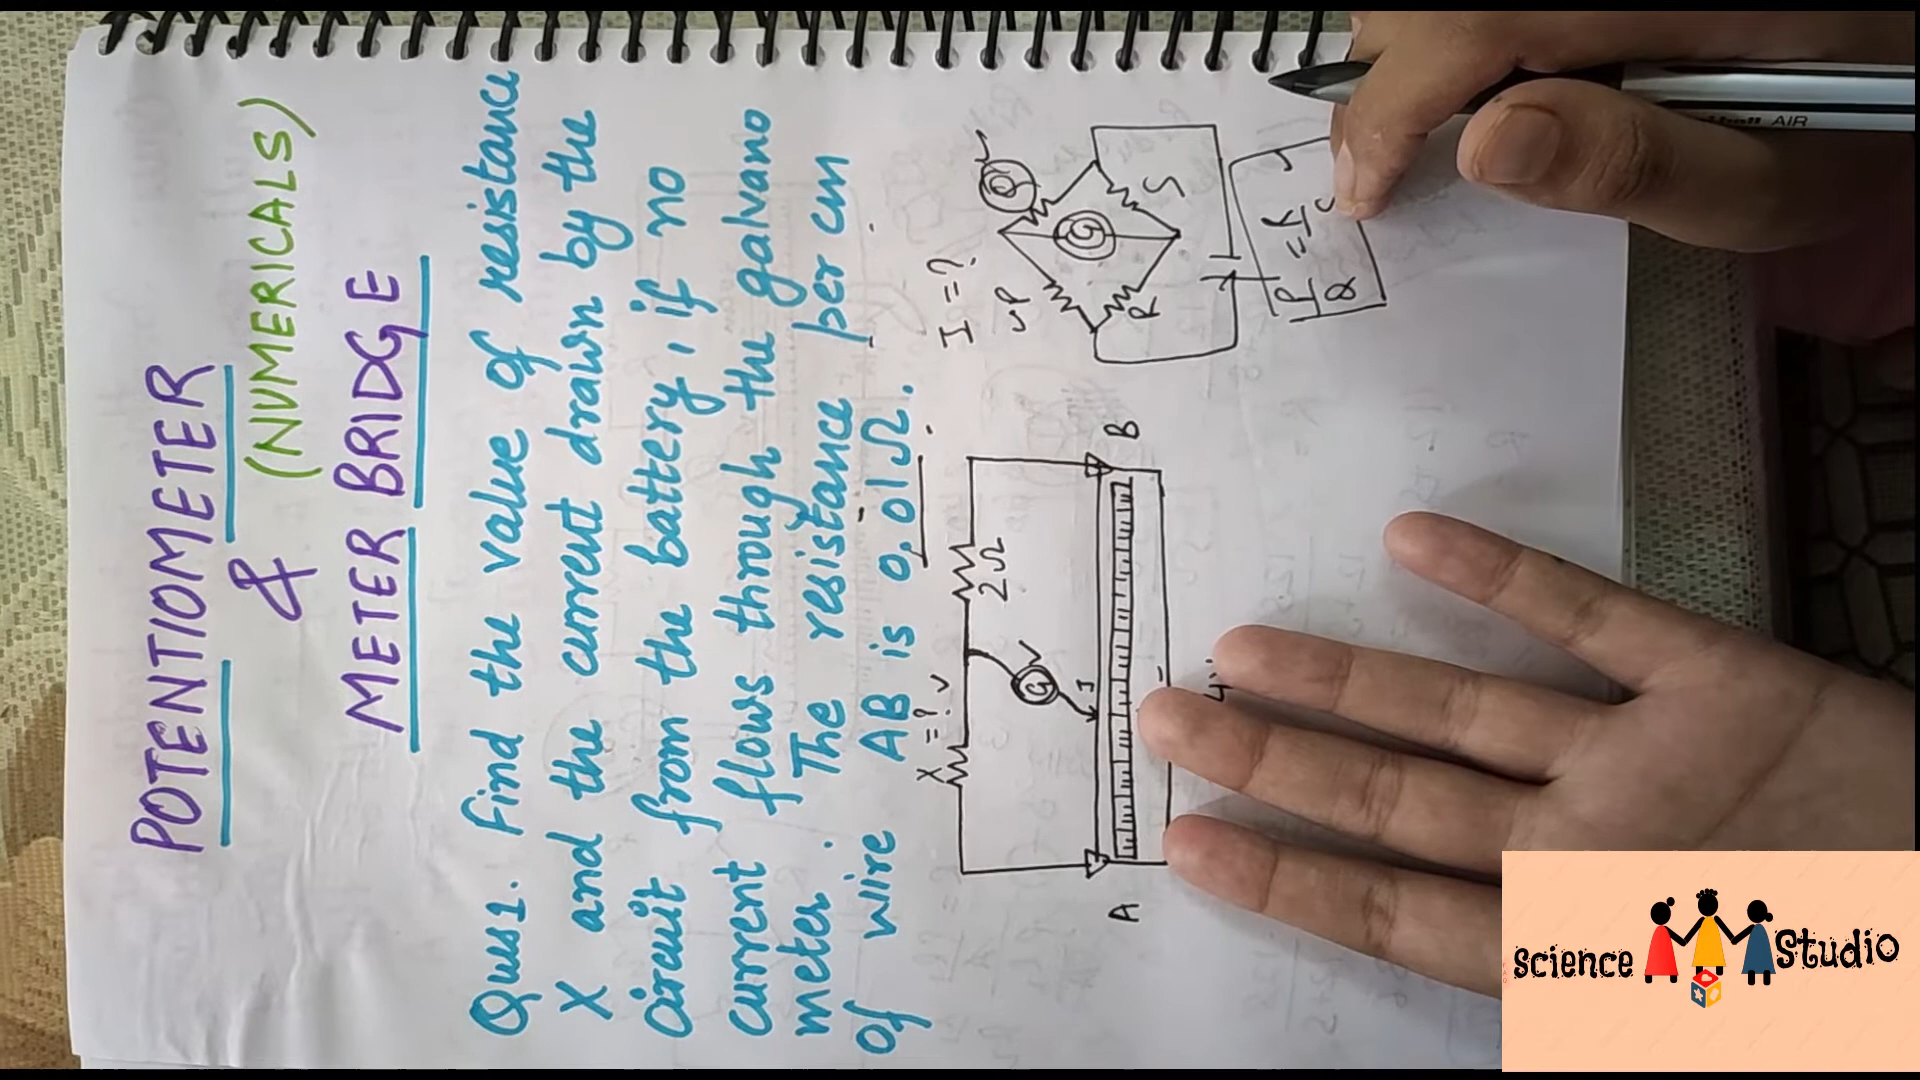 POTENTIOMETER
&
(NUMERICALS)
METER BRIDGE
Ques1. Find the value of resistance
X and the current drawn by the
circuit from the battery, if no
current flows through the galvano
meter. The resistance per cm
of wire AB is 0.01Ω.
X = ?
2Ω
G
J
A
B
I = ?
P
Q
G
R
S
P/Q = R/
AIR
Science Studio